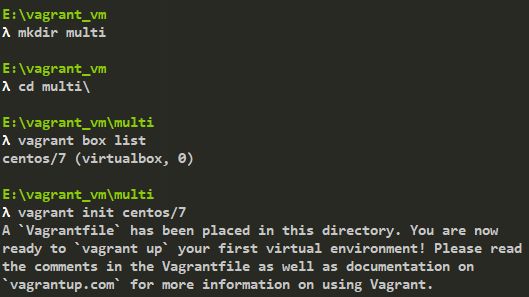 E:\vagrant_vm
λ mkdir multi
E:\vagrant_vm
λ cd multi\
E:\vagrant_vm\multi
λ vagrant box list
centos/7 (virtualbox, 0)
E:\vagrant_vm\multi
λ vagrant init centos/7
A `Vagrantfile` has been placed in this directory. You are now
ready to `vagrant up` your first virtual environment! Please read
the comments in the Vagrantfile as well as documentation on
`vagrantup.com` for more information on using Vagrant.